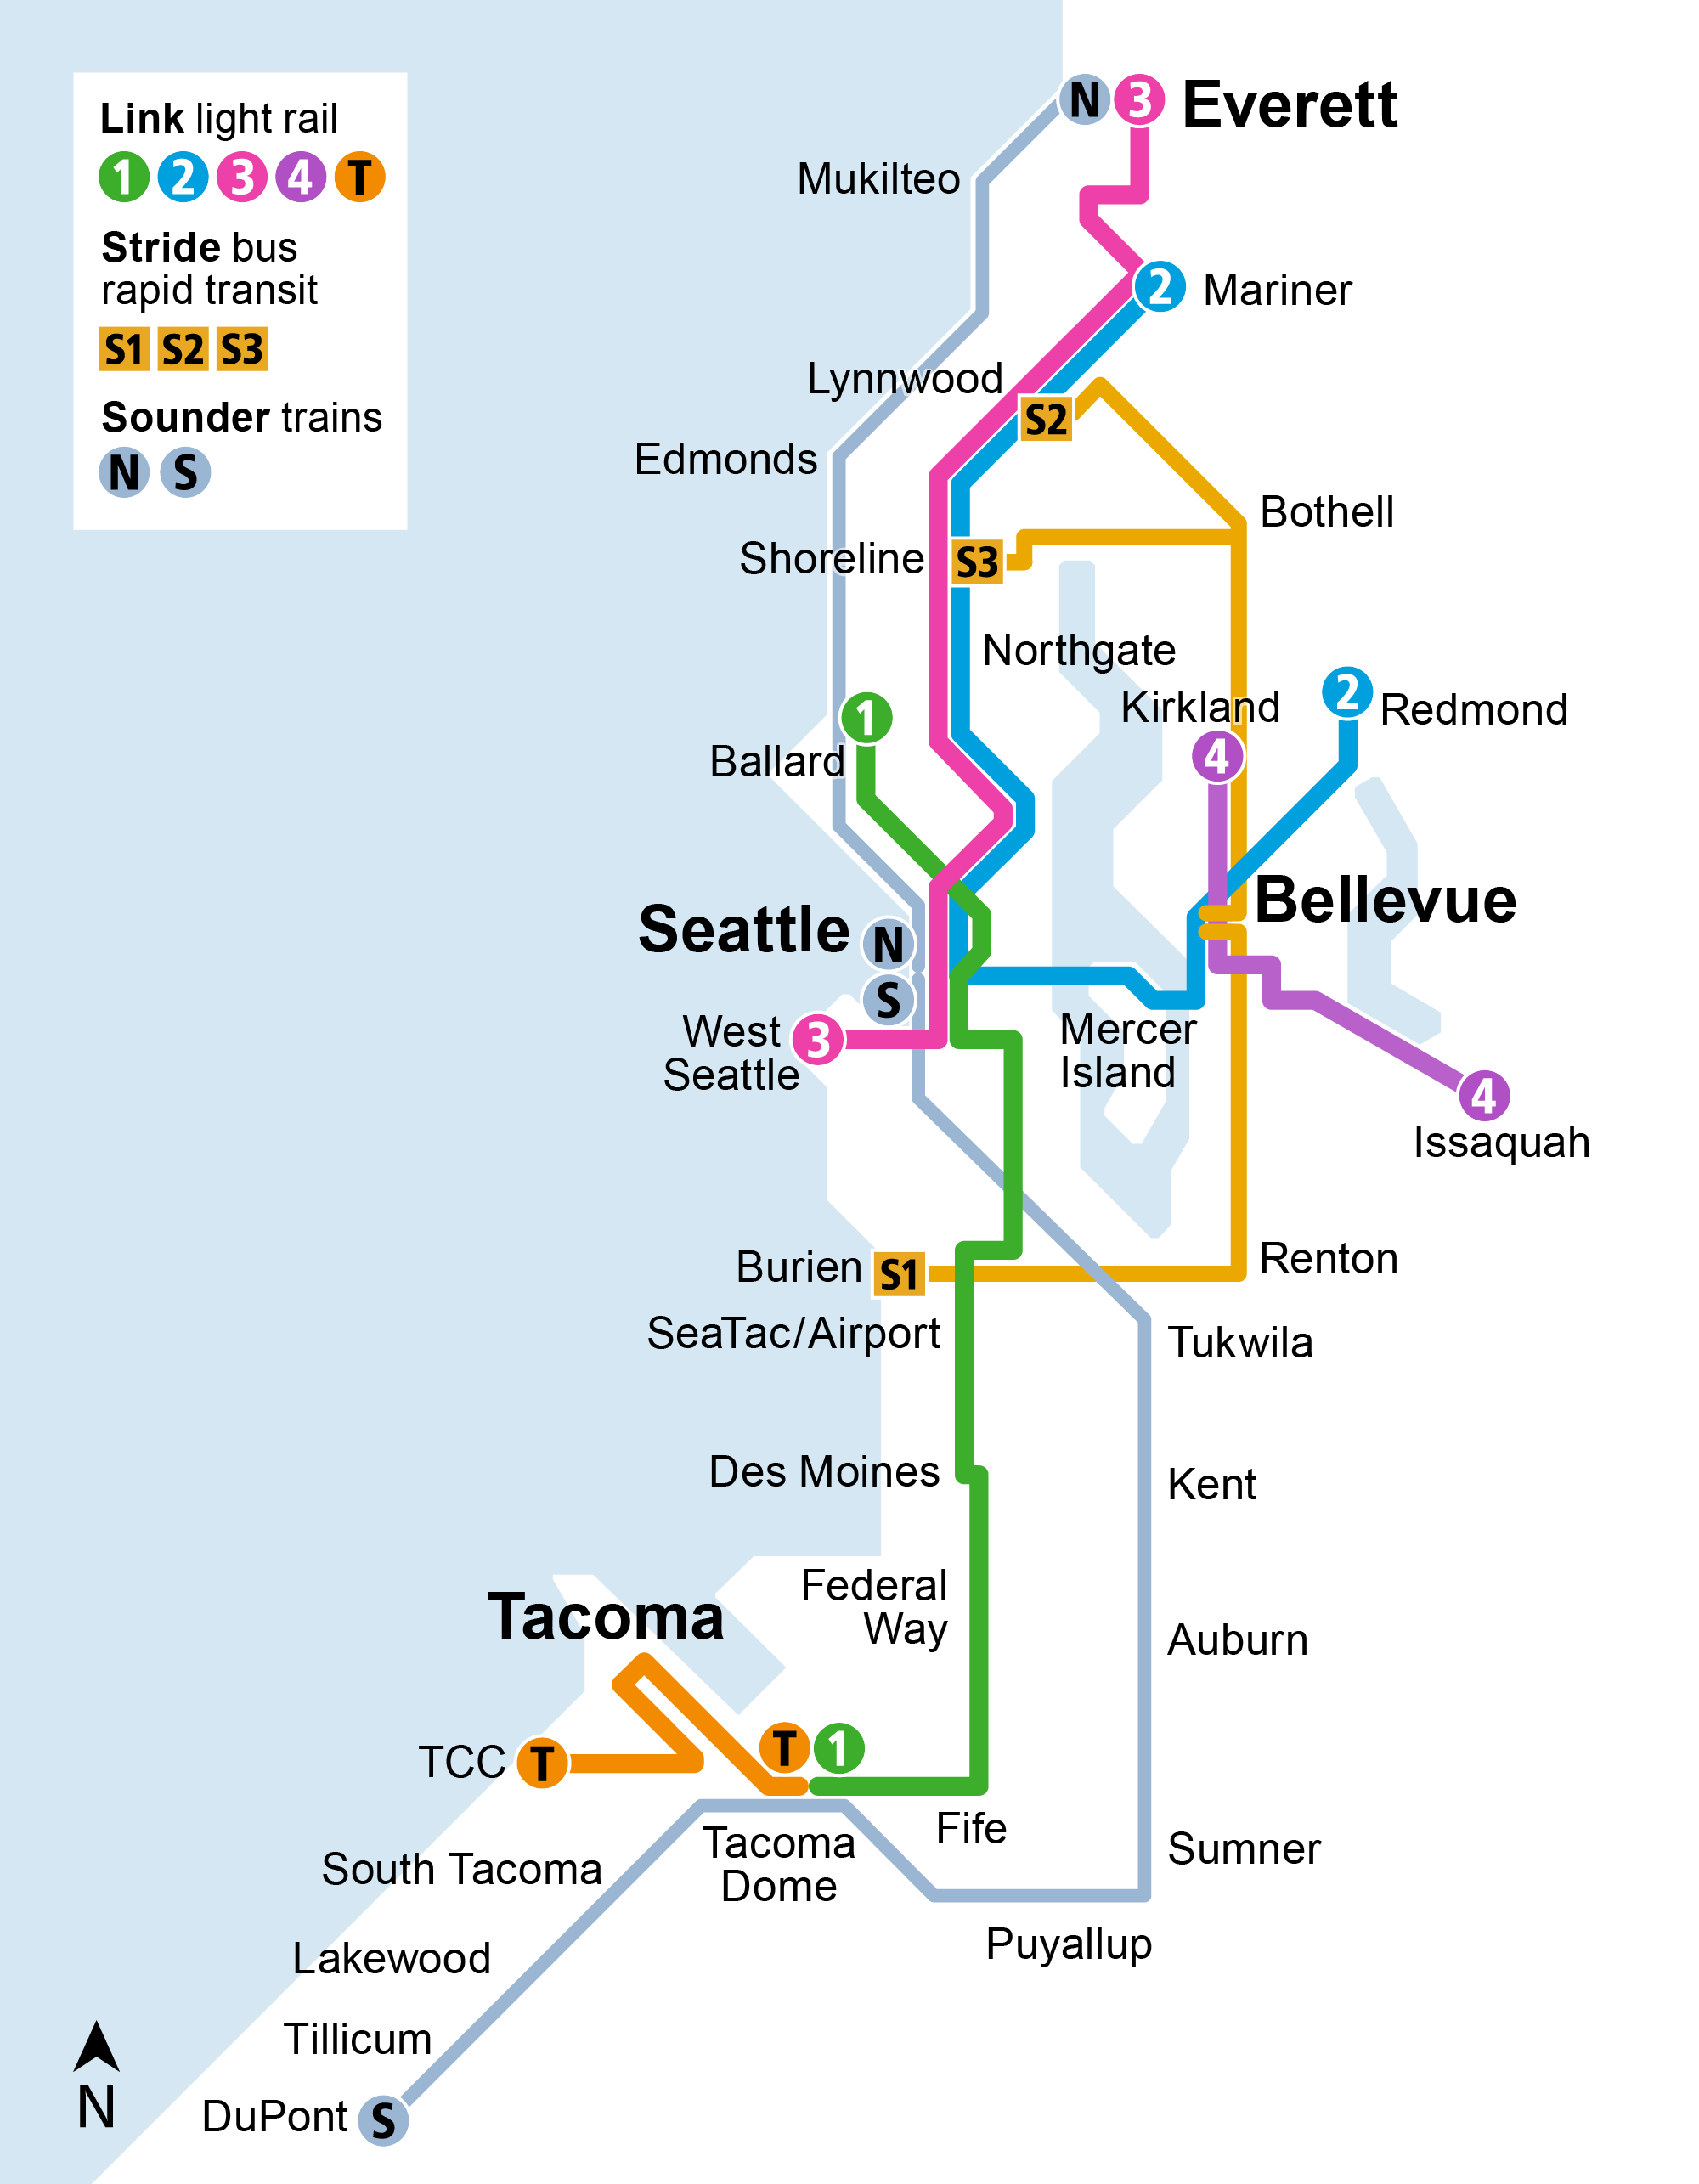 Link light rail
1 2 3 4 T
Stride bus
rapid transit
S1 S2 S3
Sounder trains
N S
N 3 Everett
Mukilteo
2 Mariner
Lynnwood
S2
Edmonds
Bothell
Shoreline S3
Northgate
Kirkland
2 Redmond
1
Ballard
4
Bellevue
Seattle N
S
West
Seattle
3
Mercer
Island
4
Issaquah
Burien S1
Renton
SeaTac/Airport
Tukwila
Des Moines
Kent
Federal
Way
Tacoma
Auburn
TCC T
T 1
Fife
Tacoma
Dome
Sumner
South Tacoma
Puyallup
Lakewood
Tillicum
DuPont S
N